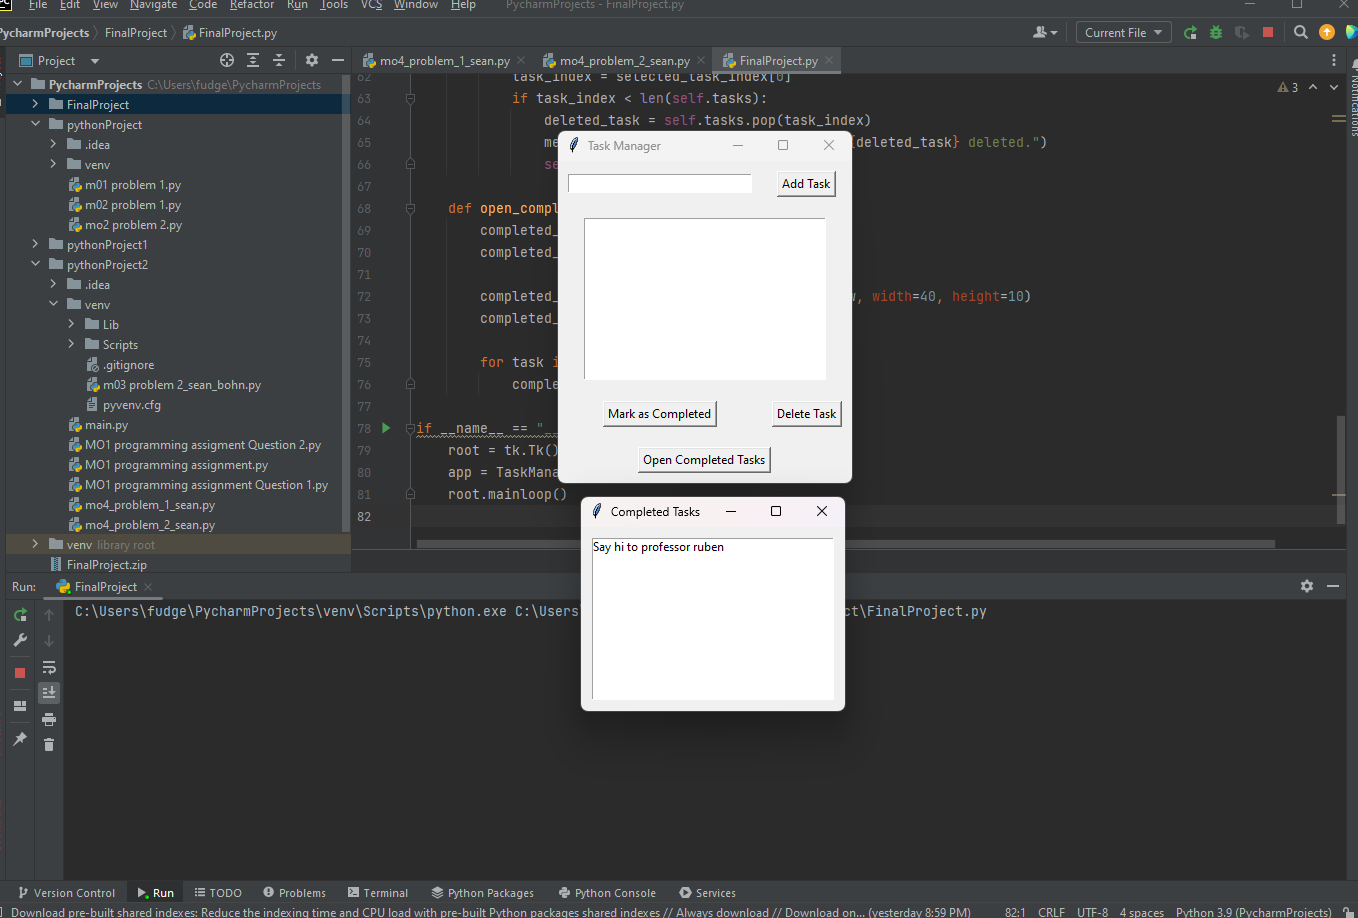 File Edit View Navigate Code Refactor Run Tools VCS Window Help PycharmProjects - FinalProject.py
PycharmProjects FinalProject FinalProject.py Current File
Project mo4_problem_1_sean.py mo4_problem_2_sean.py FinalProject.py
PycharmProjects C:\Users\fudge\PycharmProjects
FinalProject
pythonProject
.idea
venv
m01 problem 1.py
m02 problem 1.py
mo2 problem 2.py
pythonProject1
pythonProject2
.idea
venv
Lib
Scripts
.gitignore
m03 problem 2_sean_bohn.py
pyvenv.cfg
main.py
MO1 programming assigment Question 2.py
MO1 programming assignment.py
MO1 programming assignment Question 1.py
mo4_problem_1_sean.py
mo4_problem_2_sean.py
venv library root
FinalProject.zip
62 task_index = selected_task_index[0]
63 if task_index < len(self.tasks):
64 deleted_task = self.tasks.pop(task_index)
65 me {deleted_task} deleted.")
66 se
67
68 def open_compl
69 completed_
70 completed_
71
72 completed_ , width=40, height=10)
73 completed_
74
75 for task i
76 comple
77
78 if __name__ == "__
79 root = tk.Tk()
80 app = TaskMana
81 root.mainloop()
82
3
Notifications
Task Manager
Add Task
Mark as Completed Delete Task
Open Completed Tasks
Completed Tasks
Say hi to professor ruben
Run: FinalProject
C:\Users\fudge\PycharmProjects\venv\Scripts\python.exe C:\Users ct\FinalProject.py
Version Control Run TODO Problems Terminal Python Packages Python Console Services
Download pre-built shared indexes: Reduce the indexing time and CPU load with pre-built Python packages shared indexes // Always download // Download on... (yesterday 8:59 PM) 82:1 CRLF UTF-8 4 spaces Python 3.9 (PycharmProjects)